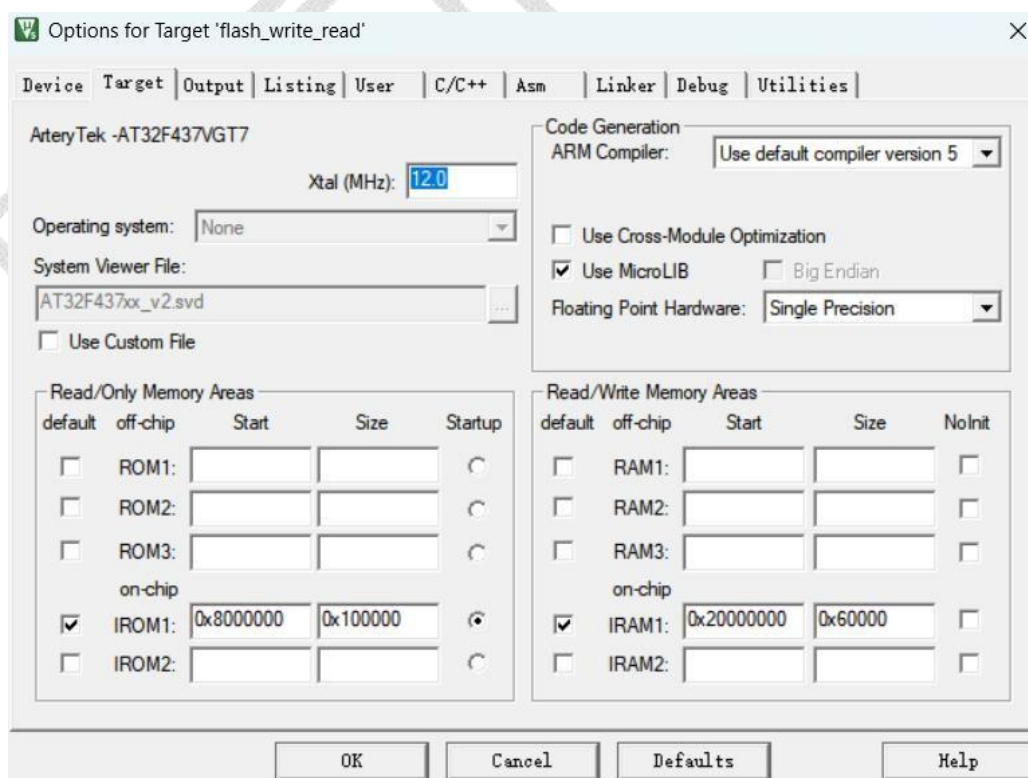 Options for Target 'flash_write_read'
Device Target Output Listing User C/C++ Asm Linker Debug Utilities
ArteryTek -AT32F437VGT7
Xtal (MHz): 12.0
Operating system: None
System Viewer File:
AT32F437xx_v2.svd ...
Use Custom File
Code Generation
ARM Compiler: Use default compiler version 5
Use Cross-Module Optimization
Use MicroLIB Big Endian
Floating Point Hardware: Single Precision
Read/Only Memory Areas
default off-chip Start Size Startup
ROM1:
ROM2:
ROM3:
on-chip
IROM1: 0x8000000 0x100000
IROM2:
Read/Write Memory Areas
default off-chip Start Size NoInit
RAM1:
RAM2:
RAM3:
on-chip
IRAM1: 0x20000000 0x60000
IRAM2:
OK Cancel Defaults Help